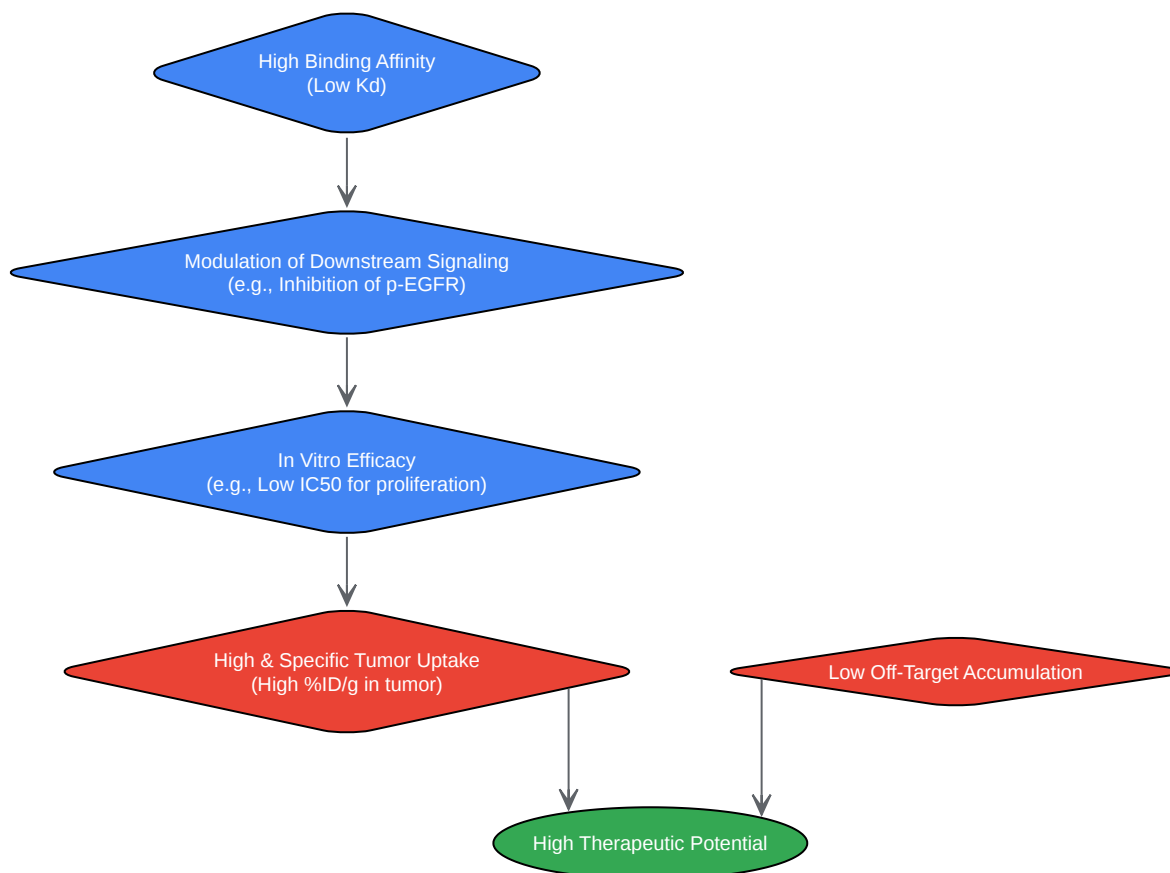 High Binding Affinity
(Low Kd)
Modulation of Downstream Signaling
(e.g., Inhibition of p-EGFR)
In Vitro Efficacy
(e.g., Low IC50 for proliferation)
High & Specific Tumor Uptake
(High %ID/g in tumor)
Low Off-Target Accumulation
High Therapeutic Potential